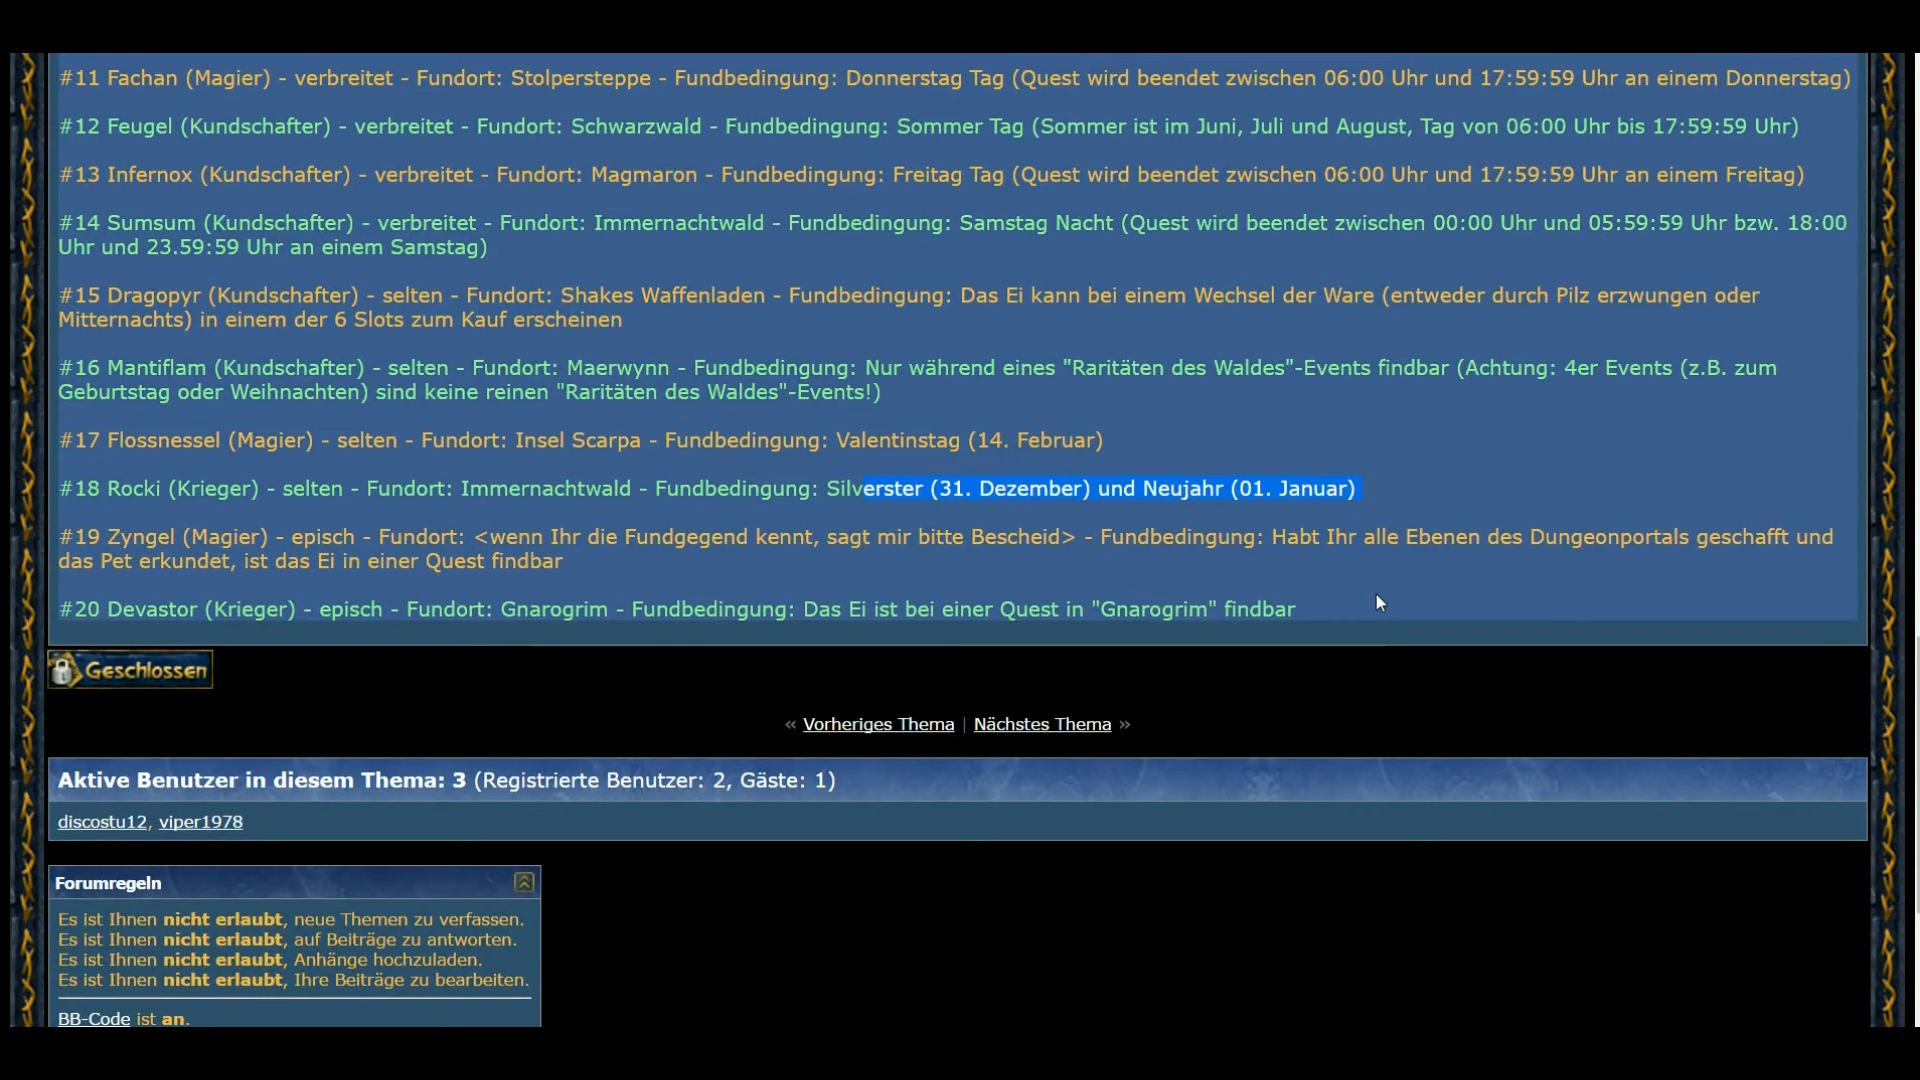 #11 Fachan (Magier) - verbreitet - Fundort: Stolpersteppe - Fundbedingung: Donnerstag Tag (Quest wird beendet zwischen 06:00 Uhr und 17:59:59 Uhr an einem Donnerstag)
#12 Feugel (Kundschafter) - verbreitet - Fundort: Schwarzwald - Fundbedingung: Sommer Tag (Sommer ist im Juni, Juli und August, Tag von 06:00 Uhr bis 17:59:59 Uhr)
#13 Infernox (Kundschafter) - verbreitet - Fundort: Magmaron - Fundbedingung: Freitag Tag (Quest wird beendet zwischen 06:00 Uhr und 17:59:59 Uhr an einem Freitag)
#14 Sumsum (Kundschafter) - verbreitet - Fundort: Immernachtwald - Fundbedingung: Samstag Nacht (Quest wird beendet zwischen 00:00 Uhr und 05:59:59 Uhr bzw. 18:00
Uhr und 23.59:59 Uhr an einem Samstag)
#15 Dragopyr (Kundschafter) - selten - Fundort: Shakes Waffenladen - Fundbedingung: Das Ei kann bei einem Wechsel der Ware (entweder durch Pilz erzwungen oder
Mitternachts) in einem der 6 Slots zum Kauf erscheinen
#16 Mantiflam (Kundschafter) - selten - Fundort: Maerwynn - Fundbedingung: Nur während eines "Raritäten des Waldes"-Events findbar (Achtung: 4er Events (z.B. zum
Geburtstag oder Weihnachten) sind keine reinen "Raritäten des Waldes"-Events!)
#17 Flossnessel (Magier) - selten - Fundort: Insel Scarpa - Fundbedingung: Valentinstag (14. Februar)
#18 Rocki (Krieger) - selten - Fundort: Immernachtwald - Fundbedingung: Silverster (31. Dezember) und Neujahr (01. Januar)
#19 Zyngel (Magier) - episch - Fundort: <wenn Ihr die Fundgegend kennt, sagt mir bitte Bescheid> - Fundbedingung: Habt Ihr alle Ebenen des Dungeonportals geschafft und
das Pet erkundet, ist das Ei in einer Quest findbar
#20 Devastor (Krieger) - episch - Fundort: Gnarogrim - Fundbedingung: Das Ei ist bei einer Quest in "Gnarogrim" findbar
Geschlossen
« Vorheriges Thema | Nächstes Thema »
Aktive Benutzer in diesem Thema: 3 (Registrierte Benutzer: 2, Gäste: 1)
discostu12, viper1978
Forumregeln
Es ist Ihnen nicht erlaubt, neue Themen zu verfassen.
Es ist Ihnen nicht erlaubt, auf Beiträge zu antworten.
Es ist Ihnen nicht erlaubt, Anhänge hochzuladen.
Es ist Ihnen nicht erlaubt, Ihre Beiträge zu bearbeiten.
BB-Code ist an.